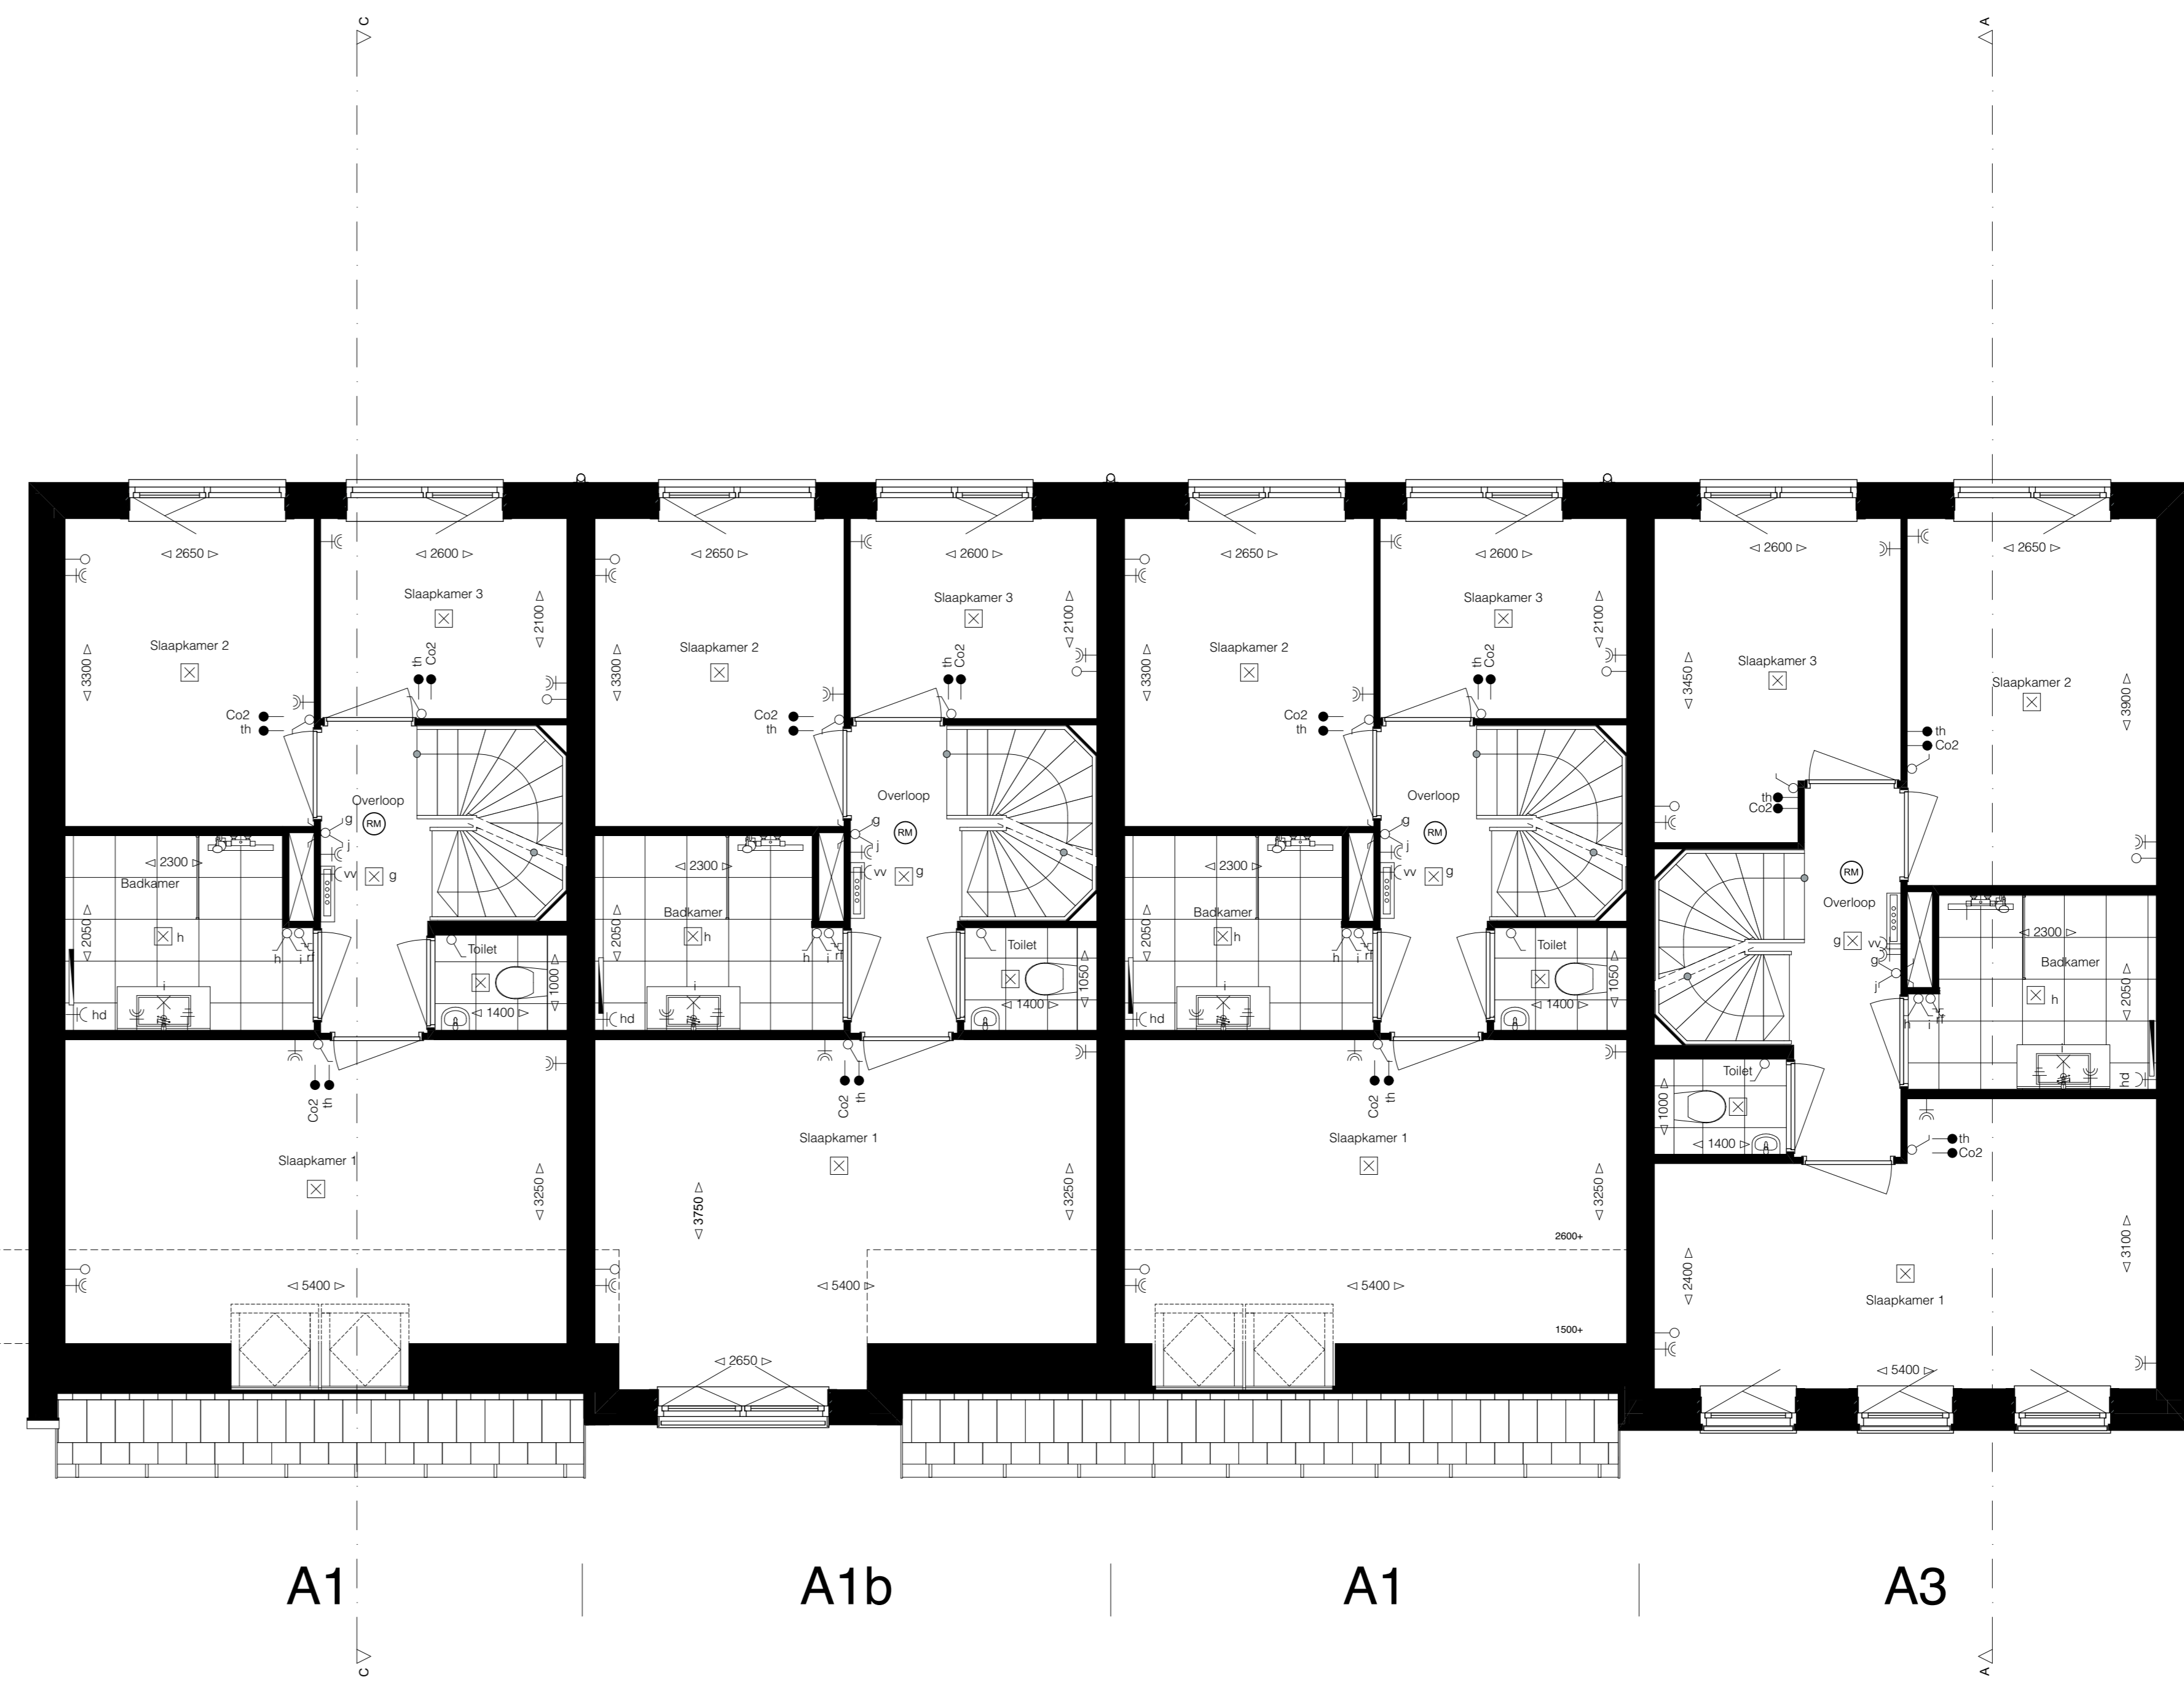 C
A
2650
2600
2650
2600
2650
2600
2600
2650
Slaapkamer 3
2100
Slaapkamer 2
3300
th
Co2
Co2
th
Overloop
RM
g
j
vv
g
2300
Badkamer
2050
h
h
i
rf
i
hd
Toilet
1000
1400
Co2
th
Slaapkamer 1
3250
5400
Slaapkamer 3
2100
Slaapkamer 2
3300
th
Co2
Co2
th
Overloop
RM
g
j
vv
g
2300
Badkamer
2050
h
h
i
rf
i
hd
Toilet
1050
1400
Co2
th
Slaapkamer 1
3750
3250
5400
2650
Slaapkamer 3
2100
Slaapkamer 2
3300
th
Co2
Co2
th
Overloop
RM
g
j
vv
g
2300
Badkamer
2050
h
h
i
rf
i
hd
Toilet
1050
1400
Co2
th
Slaapkamer 1
3250
2600+
5400
1500+
Slaapkamer 3
3450
Slaapkamer 2
3900
th
Co2
th
Co2
RM
Overloop
g
vv
g
j
2300
Badkamer
2050
h
h
i
rf
i
hd
Toilet
1000
1400
th
Co2
3100
2400
Slaapkamer 1
5400
A1
A1b
A1
A3
C
A